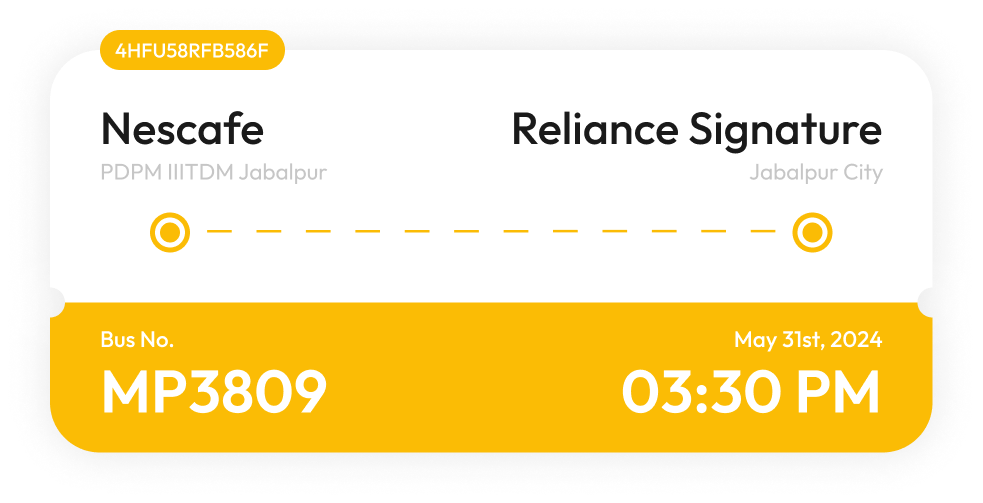 4HFU58RFB586F
Nescafe
Reliance Signature
PDPM IIITDM Jabalpur
Jabalpur City
Bus No.
May 31st, 2024
MP3809
03:30 PM